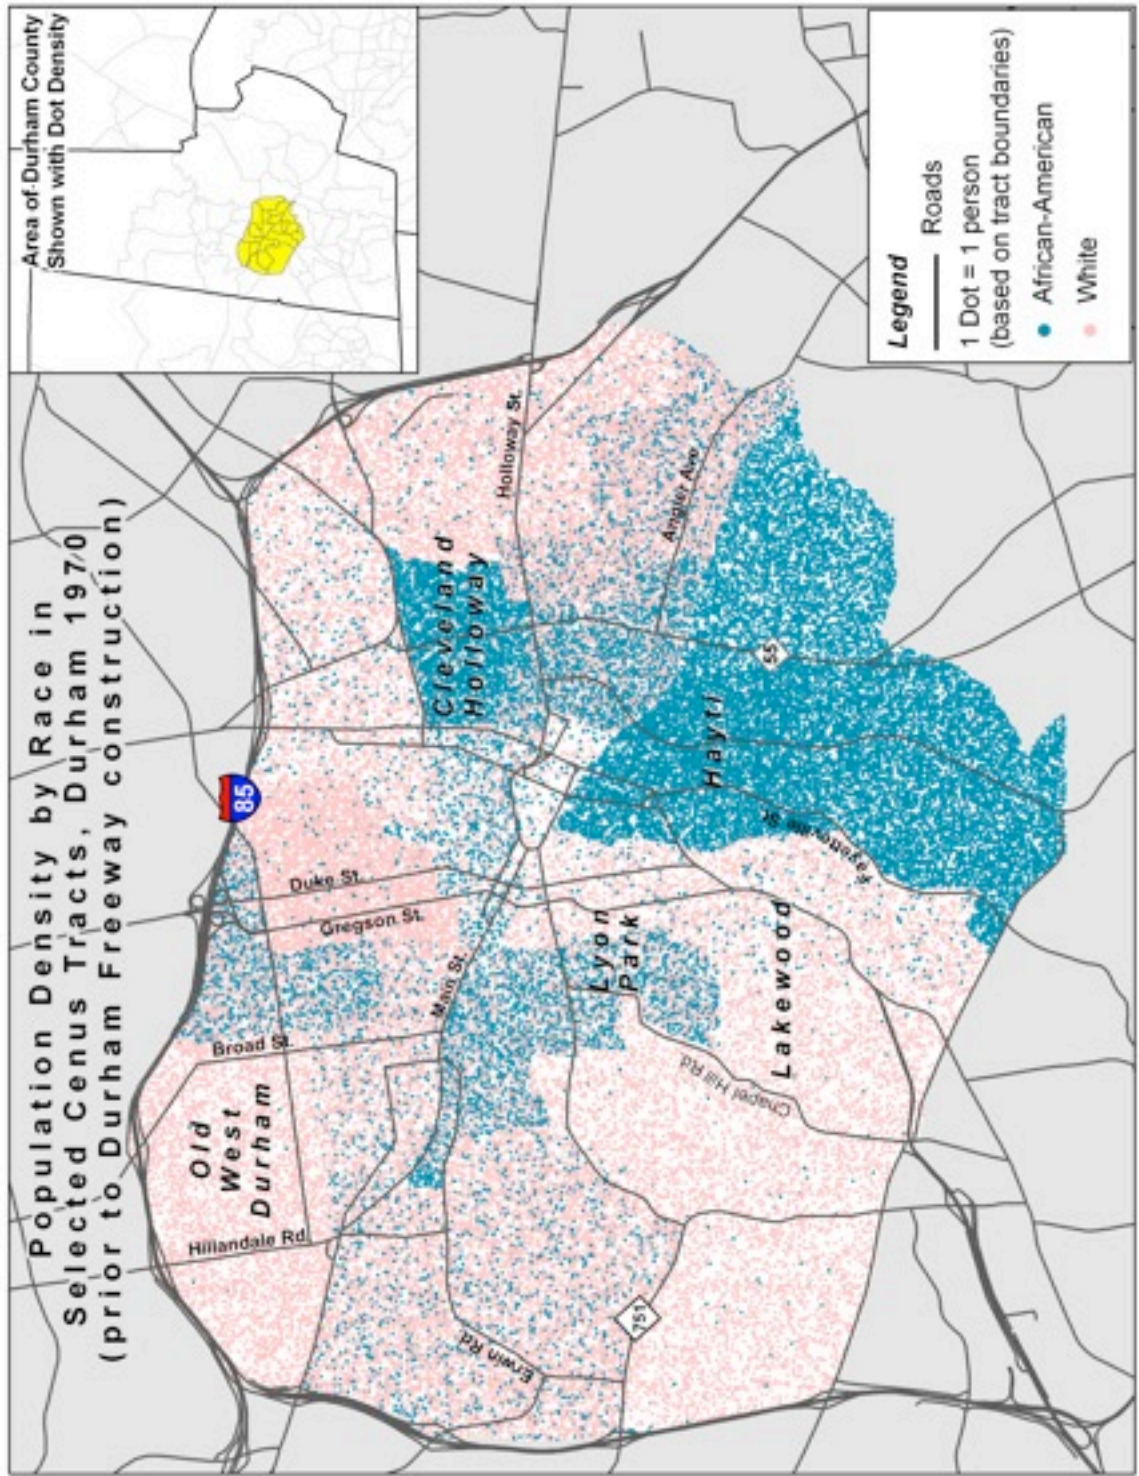 Population Density by Race in
Selected Cenus Tracts, Durham 1970
(prior to Durham Freeway construction)
Area of Durham County
Shown with Dot Density
85
Hillandale Rd.
Old
West
Durham
Broad St.
Gregson St.
Duke St.
Main St.
Erwin Rd.
751
Cleveland
Holloway
Holloway St.
Angier Ave
Lyon
Park
Hayti
55
Chapel Hill Rd.
Lakewood
Fayetteville St.
Legend
Roads
1 Dot = 1 person
(based on tract boundaries)
African-American
White